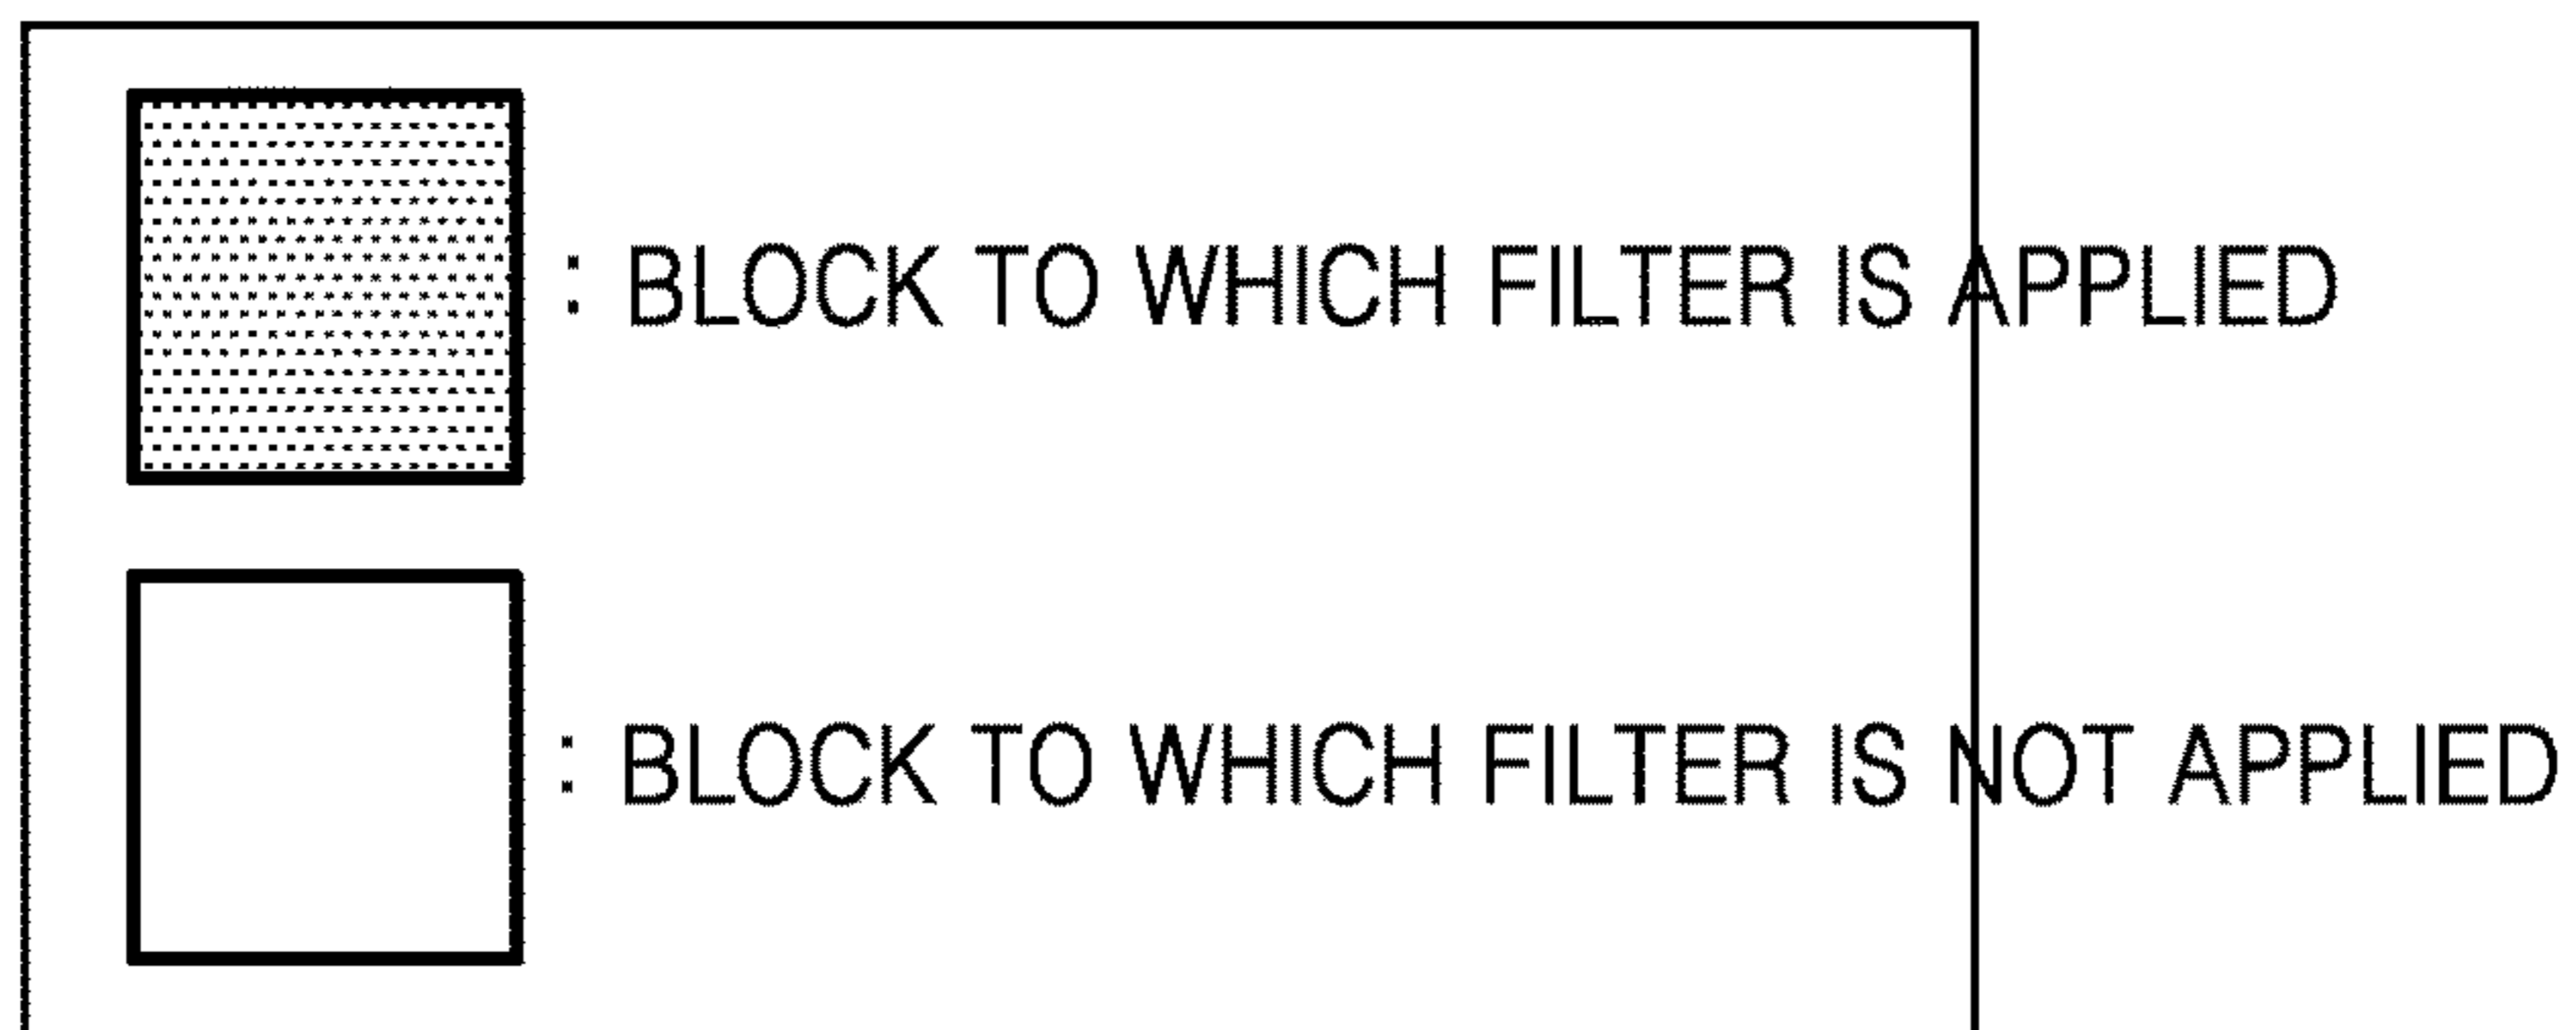 : BLOCK TO WHICH FILTER IS APPLIED
: BLOCK TO WHICH FILTER IS NOT APPLIED